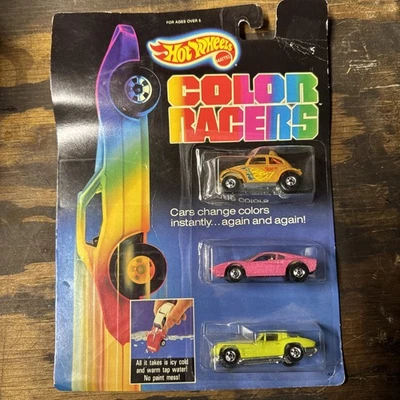 FOR AGES OVER 5
Hot Wheels
MATTEL
COLOR
RACERS
Cars change colors
instantly...again and again!
All it takes is icy cold
and warm tap water!
No paint mess!